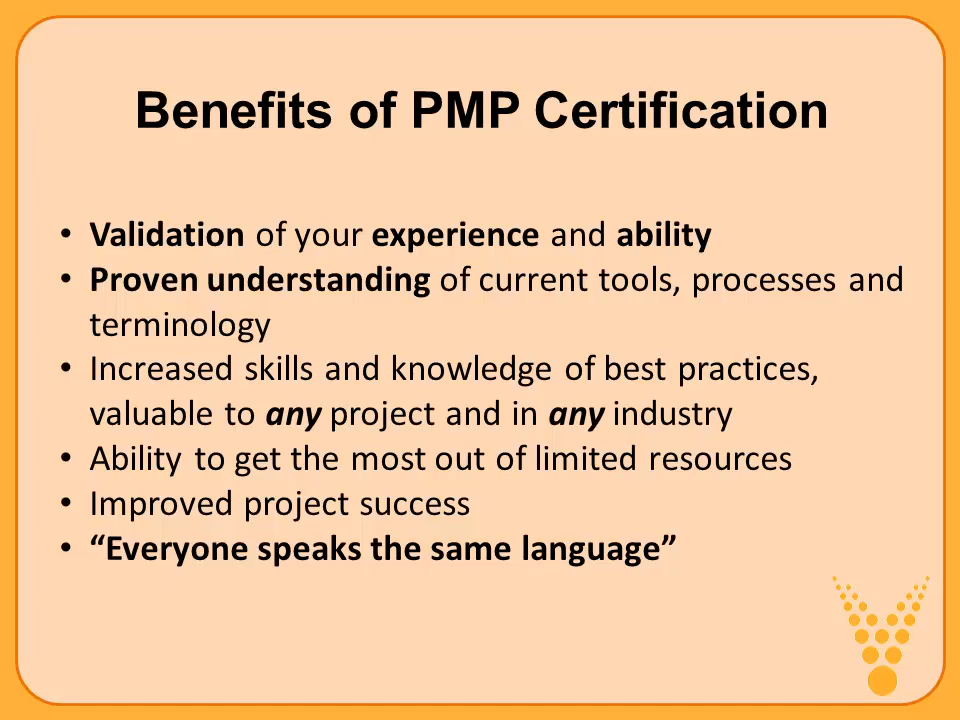 Benefits of PMP Certification
• Validation of your experience and ability
• Proven understanding of current tools, processes and
terminology
• Increased skills and knowledge of best practices,
valuable to any project and in any industry
• Ability to get the most out of limited resources
• Improved project success
• “Everyone speaks the same language”